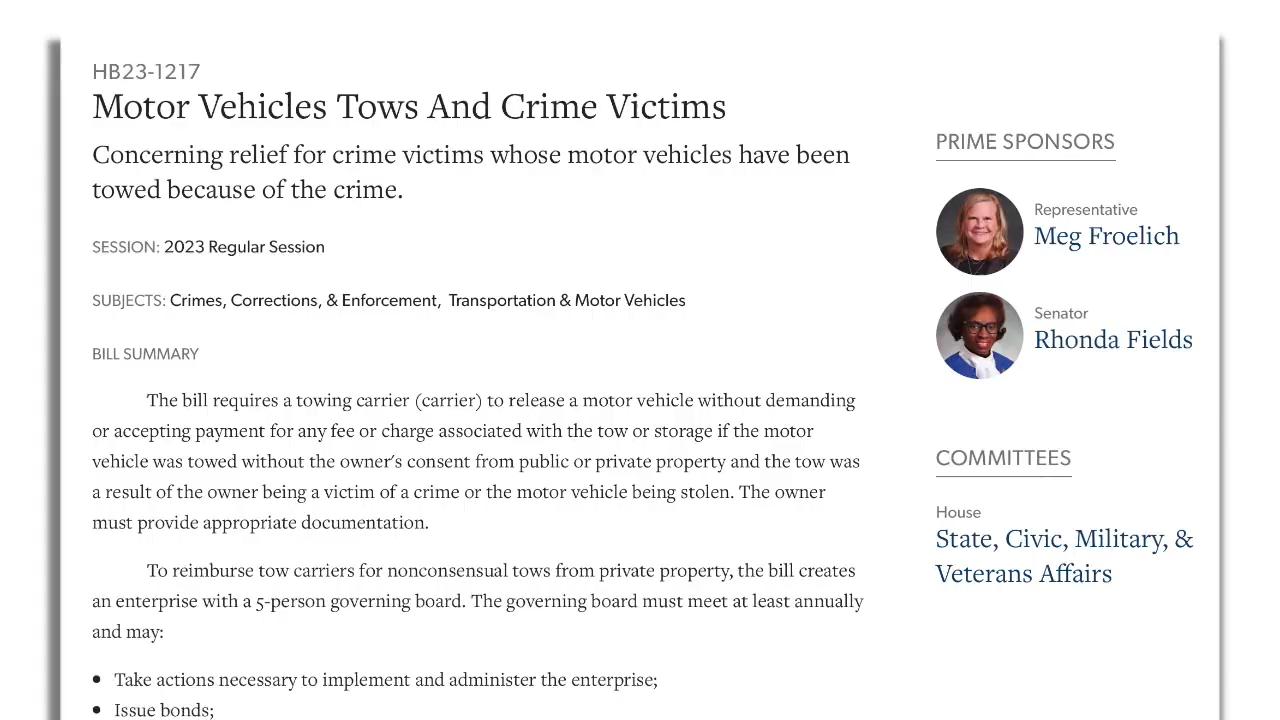 HB23-1217
Motor Vehicles Tows And Crime Victims
Concerning relief for crime victims whose motor vehicles have been
towed because of the crime.
SESSION: 2023 Regular Session
SUBJECTS: Crimes, Corrections, & Enforcement, Transportation & Motor Vehicles
BILL SUMMARY
The bill requires a towing carrier (carrier) to release a motor vehicle without demanding
or accepting payment for any fee or charge associated with the tow or storage if the motor
vehicle was towed without the owner's consent from public or private property and the tow was
a result of the owner being a victim of a crime or the motor vehicle being stolen. The owner
must provide appropriate documentation.
To reimburse tow carriers for nonconsensual tows from private property, the bill creates
an enterprise with a 5-person governing board. The governing board must meet at least annually
and may:
• Take actions necessary to implement and administer the enterprise;
• Issue bonds;
PRIME SPONSORS
Representative
Meg Froelich
Senator
Rhonda Fields
COMMITTEES
House
State, Civic, Military, &
Veterans Affairs